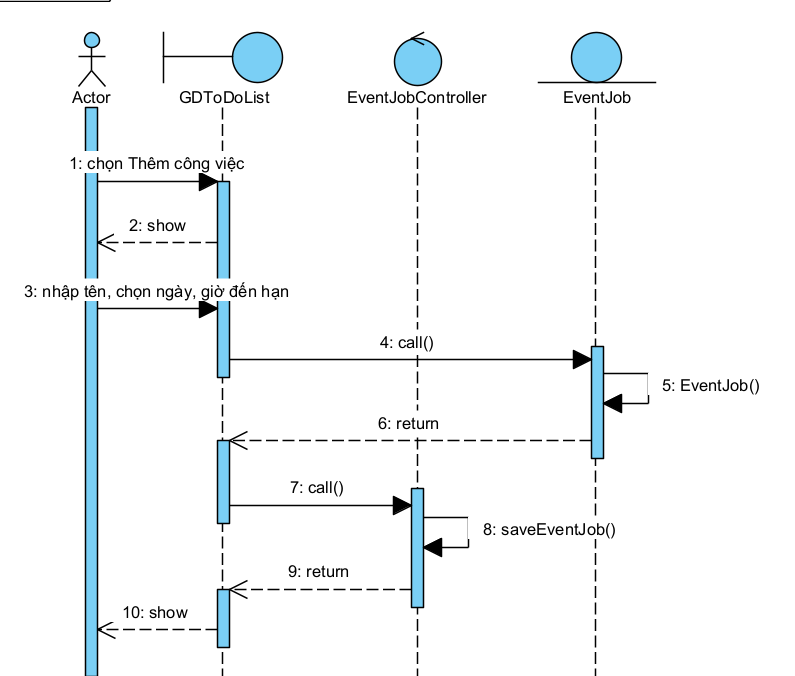 Actor
GDToDoList
EventJobController
EventJob
1: chọn Thêm công việc
2: show
3: nhập tên, chọn ngày, giờ đến hạn
4: call()
5: EventJob()
6: return
7: call()
8: saveEventJob()
9: return
10: show